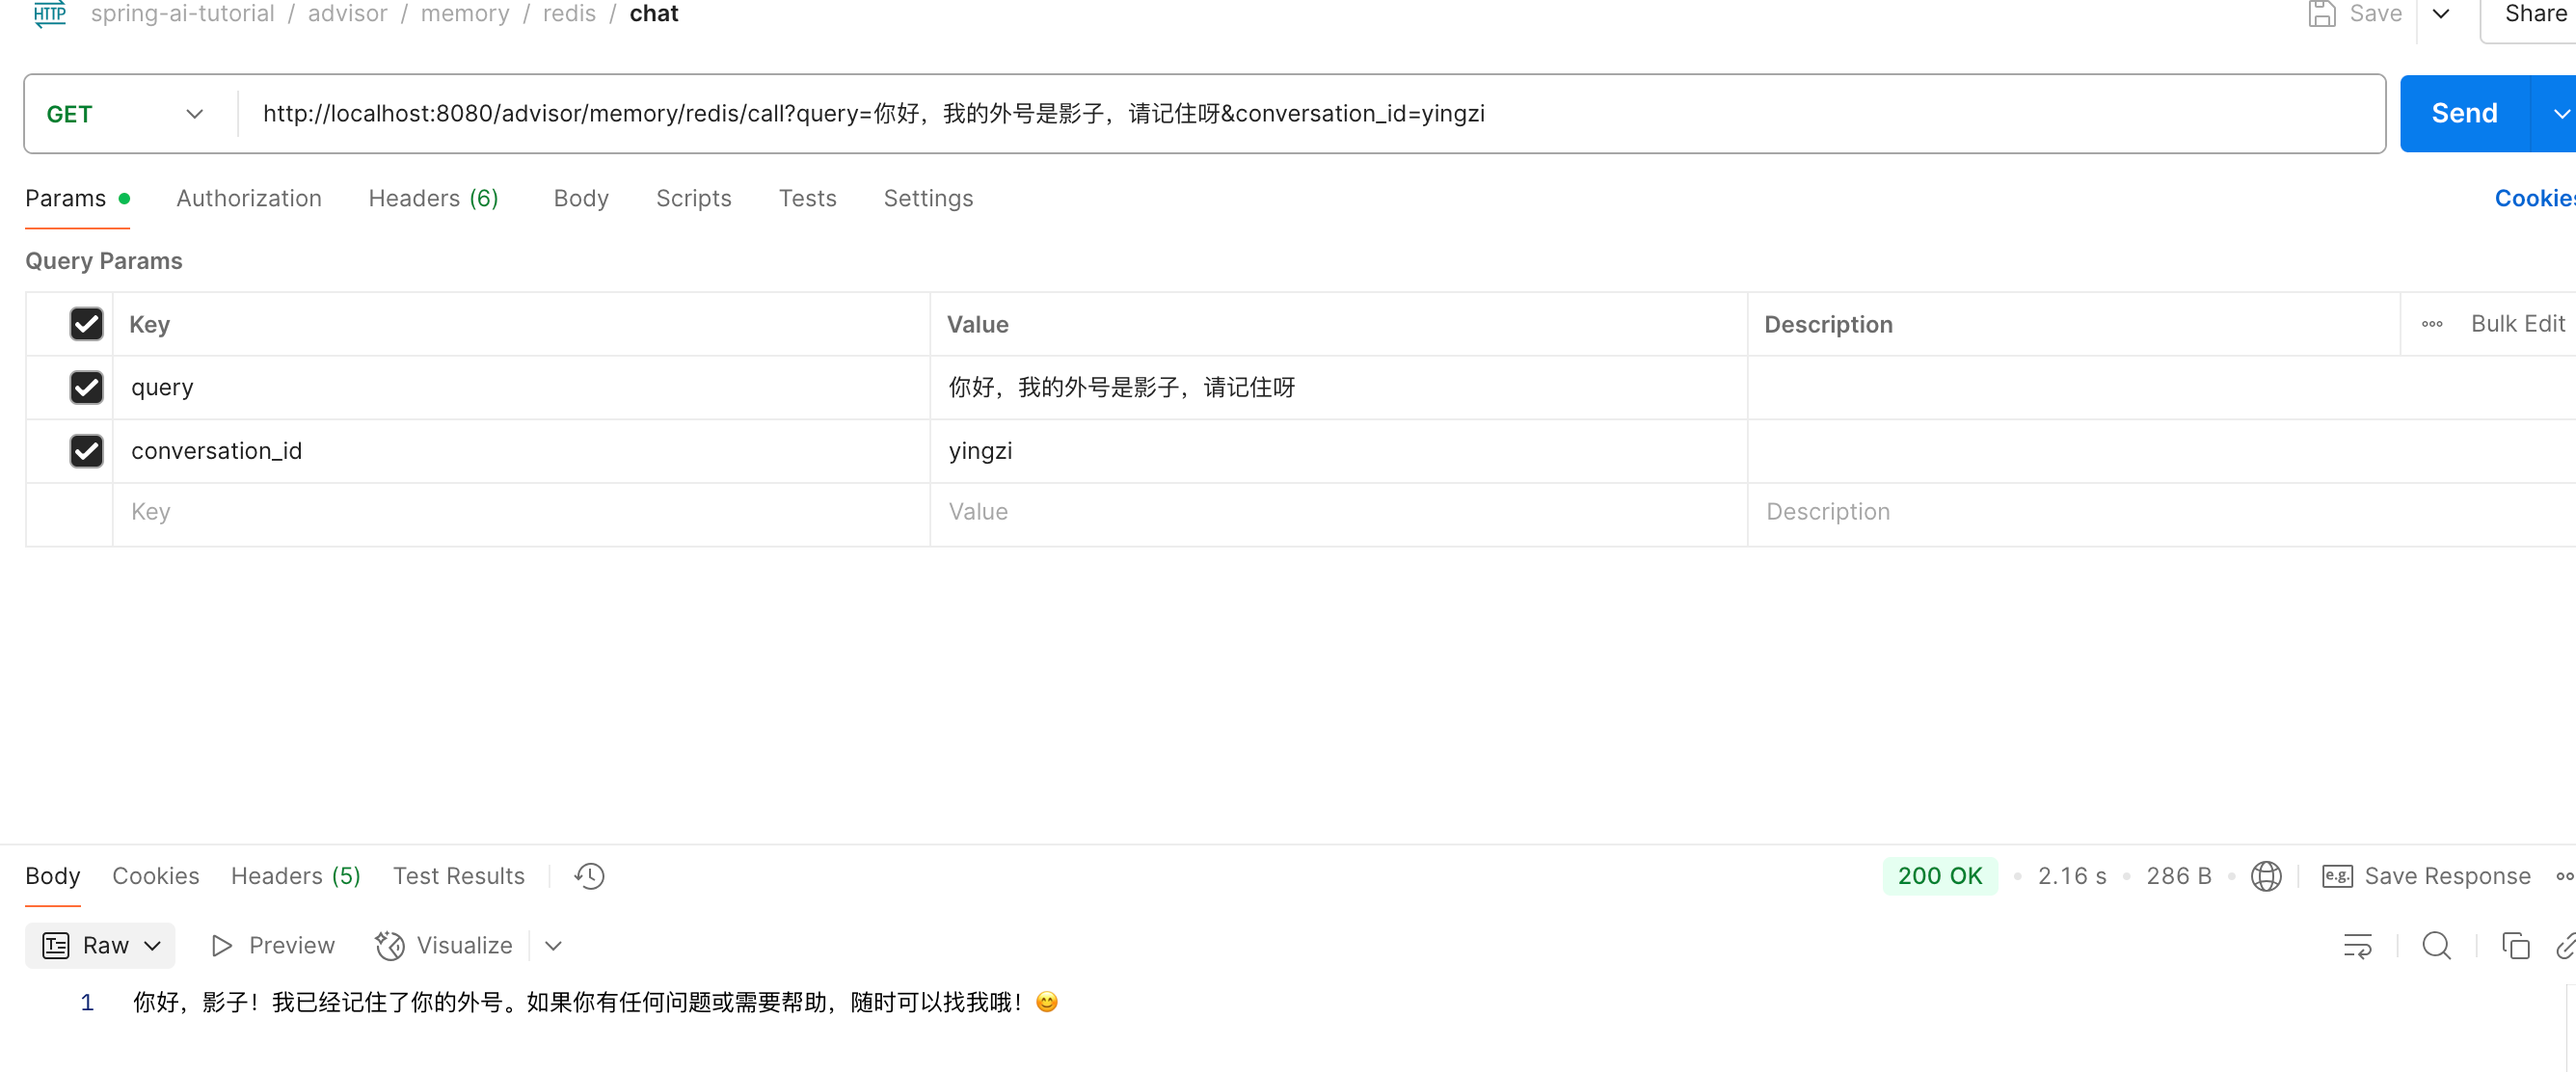 HTTP spring-ai-tutorial / advisor / memory / redis / chat Save Share
GET http://localhost:8080/advisor/memory/redis/call?query=你好，我的外号是影子，请记住呀&conversation_id=yingzi Send
Params Authorization Headers (6) Body Scripts Tests Settings Cookies
Query Params
Key Value Description Bulk Edit
query 你好，我的外号是影子，请记住呀
conversation_id yingzi
Key Value Description
Body Cookies Headers (5) Test Results 200 OK 2.16 s 286 B e.g. Save Response
Raw Preview Visualize
1 你好，影子！我已经记住了你的外号。如果你有任何问题或需要帮助，随时可以找我哦！😊